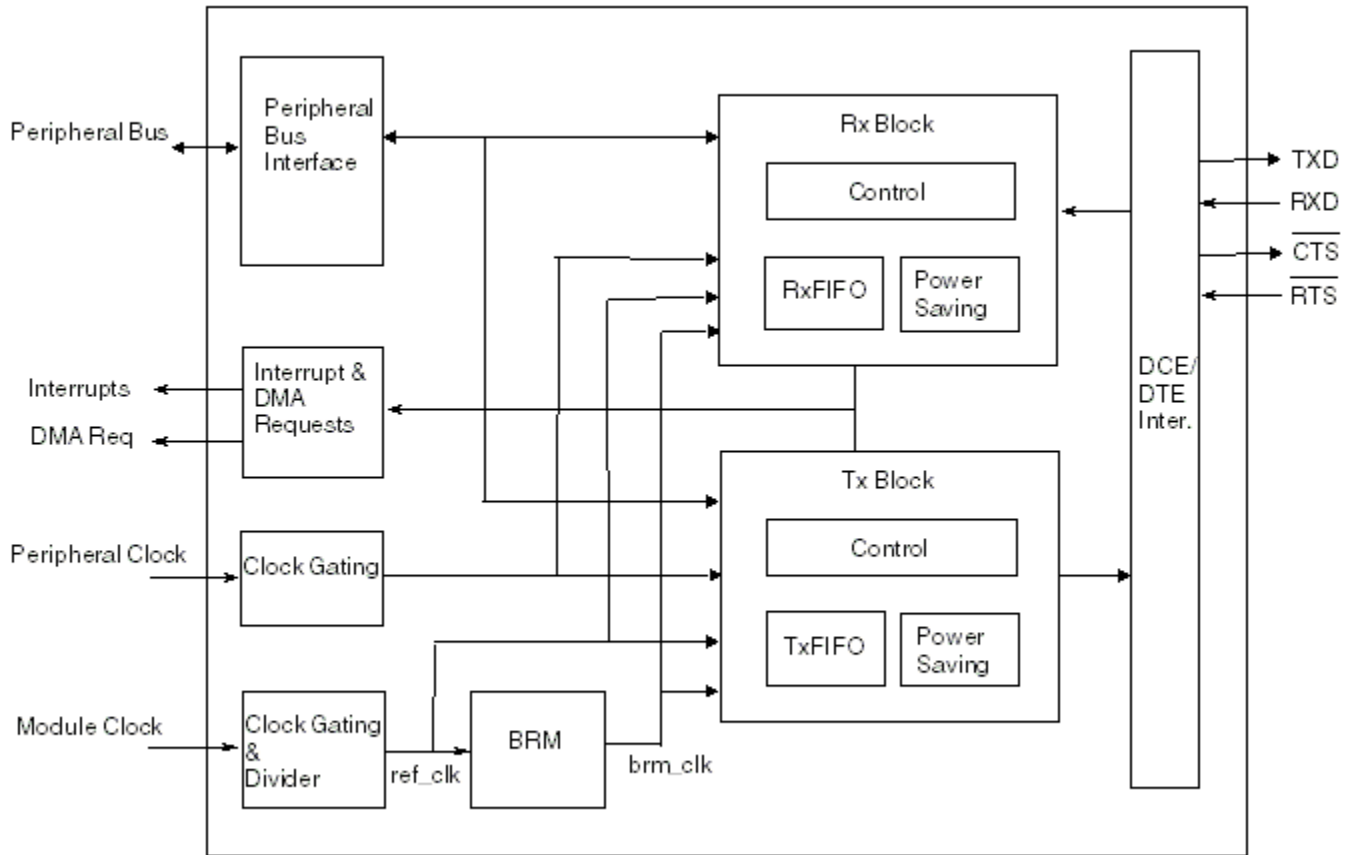 Peripheral Bus
Peripheral
Bus
Interface
Rx Block
Control
RxFIFO
Power
Saving
TXD
RXD
CTS
RTS
DCE/
DTE
Inter.
Interrupts
DMA Req
Interrupt &
DMA
Requests
Tx Block
Control
TxFIFO
Power
Saving
Peripheral Clock
Clock Gating
Module Clock
Clock Gating
&
Divider
ref_clk
BRM
brm_clk